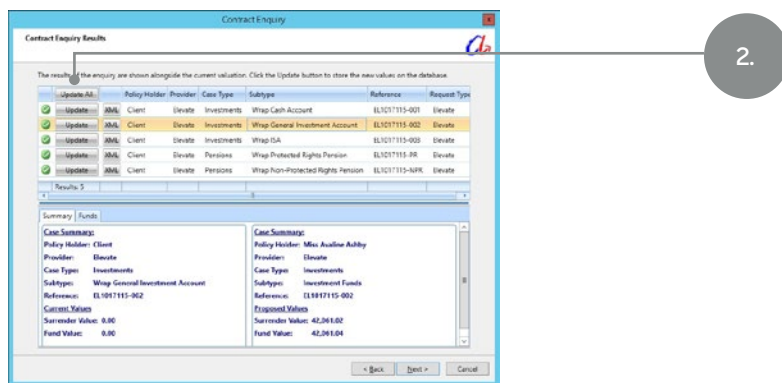 Contract Enquiry
Contract Enquiry Results
2.
The results of the enquiry are shown alongside the current valuation. Click the Update button to store the new values on the database.
Update All Policy Holder Provider Case Type Subtype Reference Request Type
Update XML Client Elevate Investments Wrap Cash Account EL1017115-001 Elevate
Update XML Client Elevate Investments Wrap General Investment Account EL1017115-002 Elevate
Update XML Client Elevate Investments Wrap ISA EL1017115-003 Elevate
Update XML Client Elevate Pensions Wrap Protected Rights Pension EL1017115-PR Elevate
Update XML Client Elevate Pensions Wrap Non-Protected Rights Pension EL1017115-NPR Elevate
Results: 5
Summary Funds
Case Summary:
Policy Holder: Client
Provider: Elevate
Case Type: Investments
Subtype: Wrap General Investment Account
Reference: EL1017115-002
Current Values
Surrender Value: 0.00
Fund Value: 0.00
Case Summary:
Policy Holder: Miss Avaline Ashby
Provider: Elevate
Case Type: Investments
Subtype: Investment Funds
Reference: EL1017115-002
Proposed Values
Surrender Value: 42,061.02
Fund Value: 42,061.04
< Back Next > Cancel